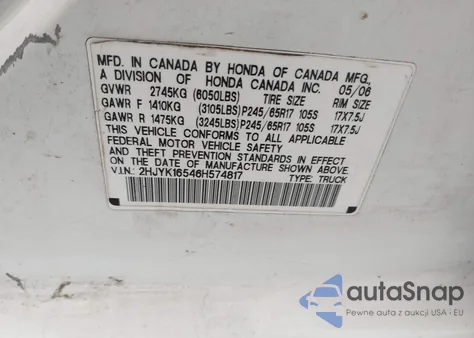 MFD. IN CANADA BY HONDA OF CANADA MFG.
A DIVISION OF HONDA CANADA INC. 05/06
GVWR 2745KG (6050LBS) TIRE SIZE RIM SIZE
GAWR F 1410KG (3105LBS)P245/65R17 105S 17X7.5J
GAWR R 1475KG (3245LBS)P245/65R17 105S 17X7.5J
THIS VEHICLE CONFORMS TO ALL APPLICABLE
FEDERAL MOTOR VEHICLE SAFETY
AND THEFT PREVENTION STANDARDS IN EFFECT
ON THE DATE OF MANUFACTURE SHOWN ABOVE.
V.I.N.: 2HJYK16546H574817 TYPE: TRUCK
autoSnap
Pewne auta z aukcji USA i EU